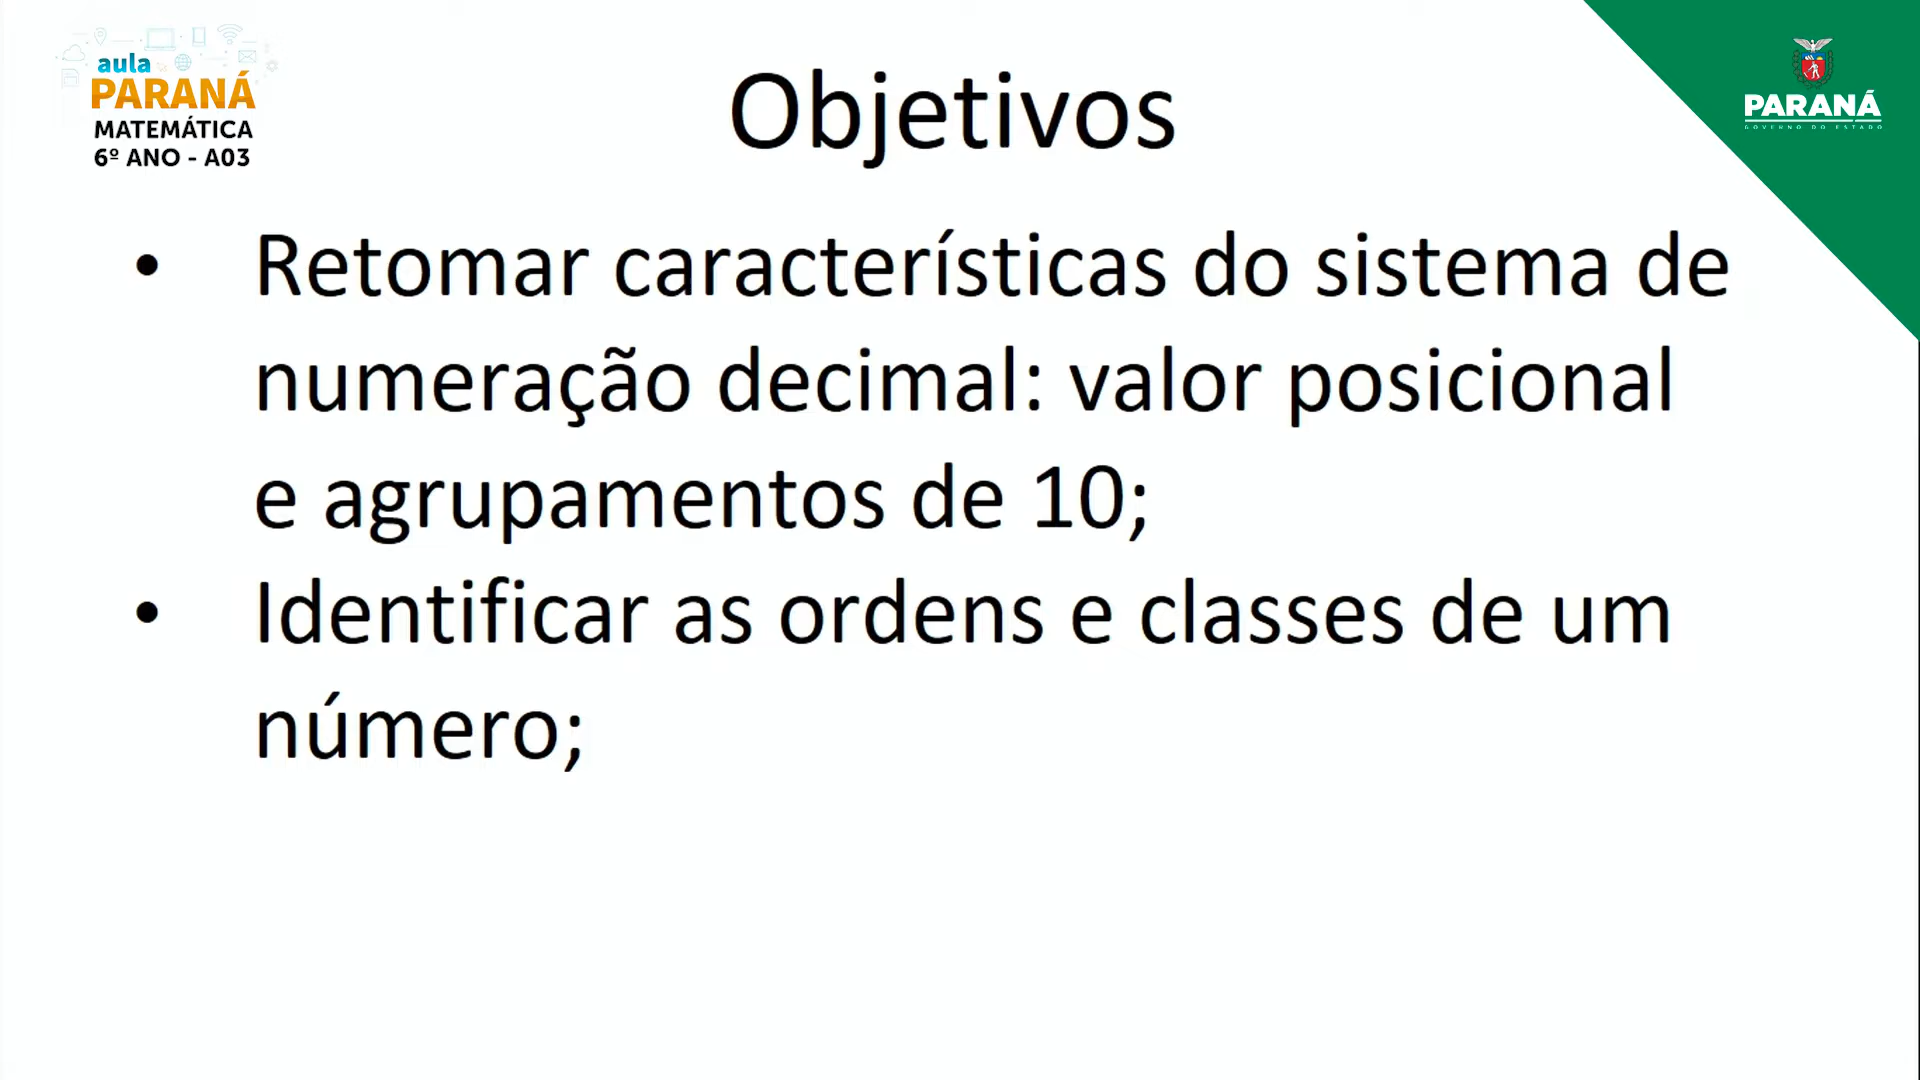 aula
PARANÁ
MATEMÁTICA
6º ANO - A03
PARANÁ
GOVERNO DO ESTADO
Objetivos
• Retomar características do sistema de
numeração decimal: valor posicional
e agrupamentos de 10;
• Identificar as ordens e classes de um
número;